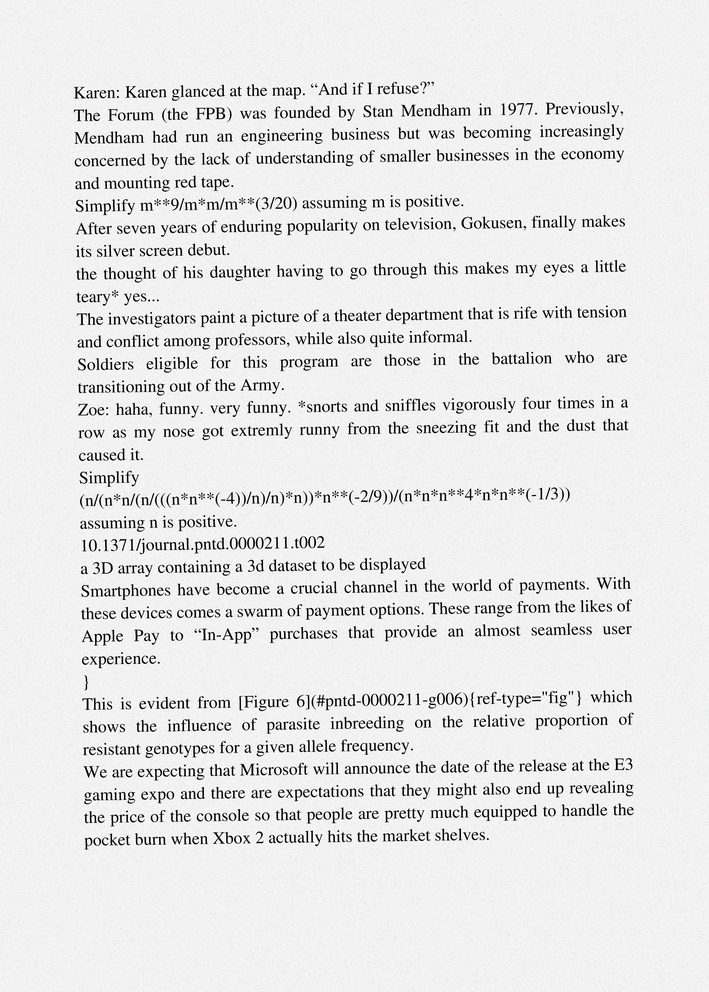 Karen: Karen glanced at the map. “And if I refuse?”
The Forum (the FPB) was founded by Stan Mendham in 1977. Previously,
Mendham had run an engineering business but was becoming increasingly
concerned by the lack of understanding of smaller businesses in the economy
and mounting red tape.
Simplify m**9/m*m/m**(3/20) assuming m is positive.
After seven years of enduring popularity on television, Gokusen, finally makes
its silver screen debut.
the thought of his daughter having to go through this makes my eyes a little
teary* yes...
The investigators paint a picture of a theater department that is rife with tension
and conflict among professors, while also quite informal.
Soldiers eligible for this program are those in the battalion who are
transitioning out of the Army.
Zoe: haha, funny. very funny. *snorts and sniffles vigorously four times in a
row as my nose got extremly runny from the sneezing fit and the dust that
caused it.
Simplify
(n/(n*n/(n/(((n*n**(-4))/n)/n)*n))*n**(-2/9))/(n*n*n**4*n*n**(-1/3))
assuming n is positive.
10.1371/journal.pntd.0000211.t002
a 3D array containing a 3d dataset to be displayed
Smartphones have become a crucial channel in the world of payments. With
these devices comes a swarm of payment options. These range from the likes of
Apple Pay to “In-App” purchases that provide an almost seamless user
experience.
}
This is evident from [Figure 6](#pntd-0000211-g006){ref-type="fig"} which
shows the influence of parasite inbreeding on the relative proportion of
resistant genotypes for a given allele frequency.
We are expecting that Microsoft will announce the date of the release at the E3
gaming expo and there are expectations that they might also end up revealing
the price of the console so that people are pretty much equipped to handle the
pocket burn when Xbox 2 actually hits the market shelves.